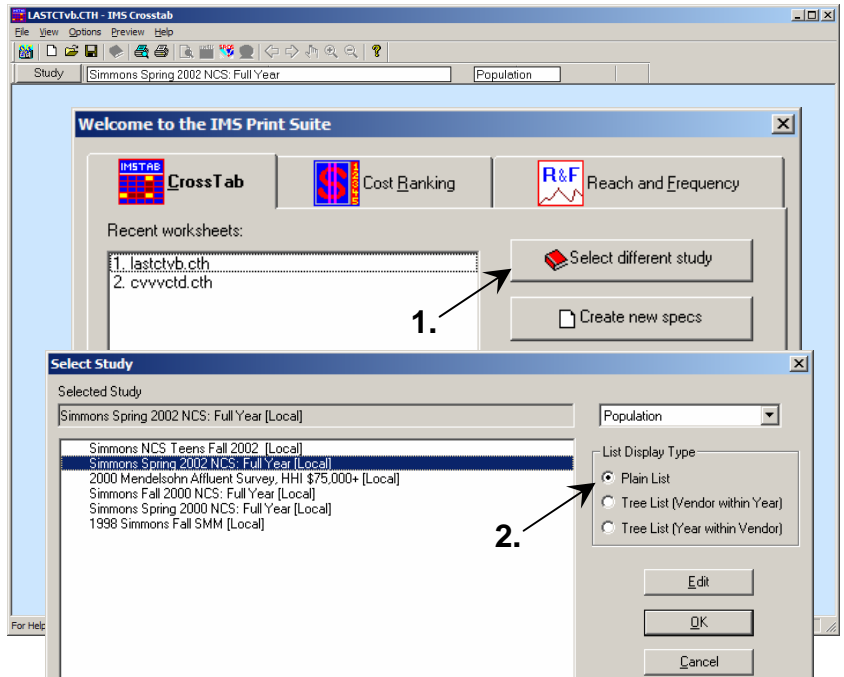 LASTCTvb.CTH - IMS Crosstab
File View Options Preview Help
Study Simmons Spring 2002 NCS: Full Year Population
Welcome to the IMS Print Suite
IMSTAB
CrossTab
Cost Ranking
12345
R&F
Reach and Frequency
Recent worksheets:
1. lastctvb.cth
2. cvvvctd.cth
Select different study
1.
Create new specs
Select Study
Selected Study
Simmons Spring 2002 NCS: Full Year [Local]
Population
Simmons NCS Teens Fall 2002 [Local]
Simmons Spring 2002 NCS: Full Year [Local]
2000 Mendelsohn Affluent Survey, HHI $75,000+ [Local]
Simmons Fall 2000 NCS: Full Year [Local]
Simmons Spring 2000 NCS: Full Year [Local]
1998 Simmons Fall SMM [Local]
List Display Type
Plain List
Tree List (Vendor within Year)
Tree List (Year within Vendor)
2.
Edit
OK
Cancel
For Help